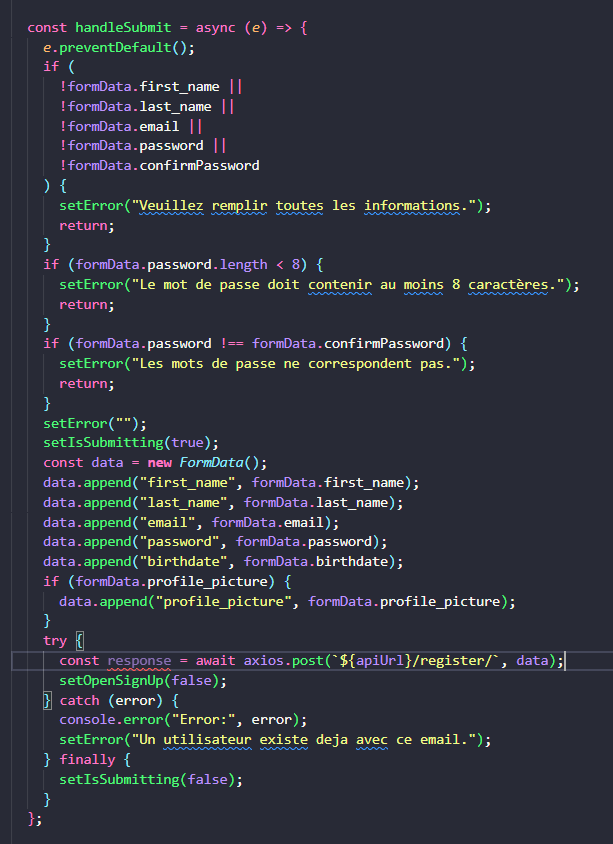 const handleSubmit = async (e) => {
e.preventDefault();
if (
!formData.first_name ||
!formData.last_name ||
!formData.email ||
!formData.password ||
!formData.confirmPassword
) {
setError("Veuillez remplir toutes les informations.");
return;
}
if (formData.password.length < 8) {
setError("Le mot de passe doit contenir au moins 8 caractères.");
return;
}
if (formData.password !== formData.confirmPassword) {
setError("Les mots de passe ne correspondent pas.");
return;
}
setError("");
setIsSubmitting(true);
const data = new FormData();
data.append("first_name", formData.first_name);
data.append("last_name", formData.last_name);
data.append("email", formData.email);
data.append("password", formData.password);
data.append("birthdate", formData.birthdate);
if (formData.profile_picture) {
data.append("profile_picture", formData.profile_picture);
}
try {
const response = await axios.post(`${apiUrl}/register/`, data);
setOpenSignUp(false);
} catch (error) {
console.error("Error:", error);
setError("Un utilisateur existe deja avec ce email.");
} finally {
setIsSubmitting(false);
}
};